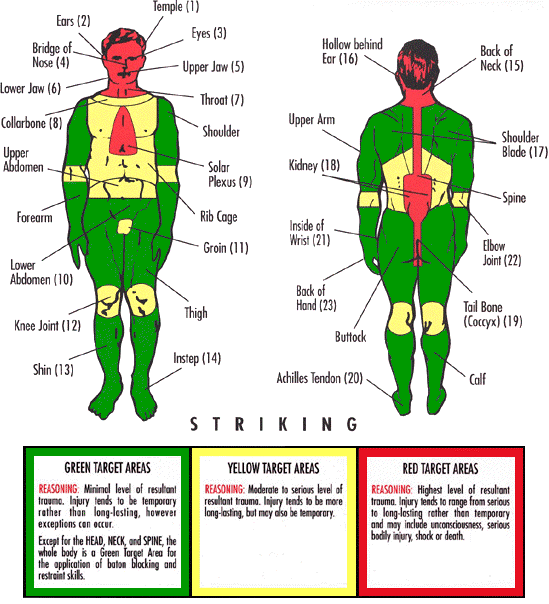 Temple (1)
Ears (2)
Eyes (3)
Bridge of
Nose (4)
Upper Jaw (5)
Lower Jaw (6)
Throat (7)
Collarbone (8)
Shoulder
Upper
Abdomen
Solar
Plexus (9)
Forearm
Rib Cage
Groin (11)
Lower
Abdomen
(10)
Thigh
Knee Joint (12)
Instep (14)
Shin (13)
Hollow behind
Ear (16)
Back of
Neck (15)
Upper Arm
Shoulder
Blade (17)
Kidney (18)
Spine
Inside of
Wrist (21)
Elbow
Joint (22)
Back of
Hand (23)
Tail Bone
(Coccyx) (19)
Buttock
Achilles Tendon (20)
Calf
STRIKING
GREEN TARGET AREAS
REASONING: Minimal level of resultant
trauma. Injury tends to be temporary
rather than long-lasting, however
exceptions can occur.
Except for the HEAD, NECK, and SPINE, the
whole body is a Green Target Area for
the application of baton blocking and
restraint skills.
YELLOW TARGET AREAS
REASONING: Moderate to serious level of
resultant trauma. Injury tends to be more
long-lasting, but may also be temporary.
RED TARGET AREAS
REASONING: Highest level of resultant
trauma. Injury tends to range from serious
to long-lasting rather than temporary
and may include unconsciousness, serious
bodily injury, shock or death.